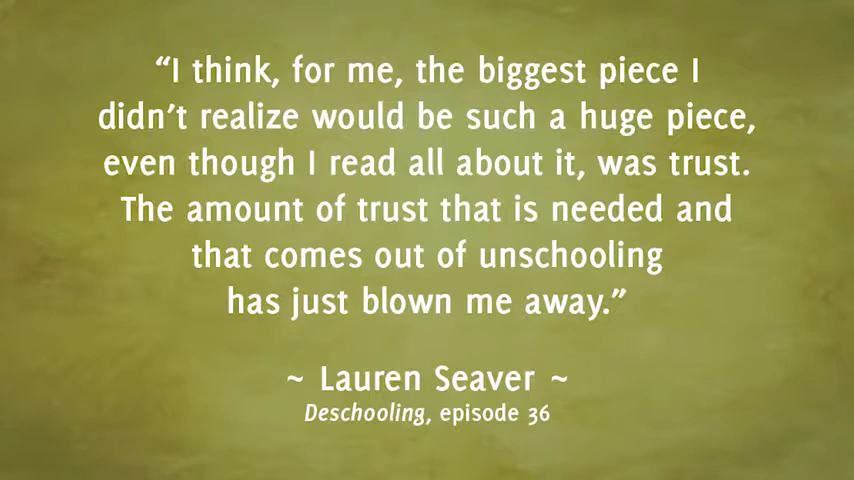 “I think, for me, the biggest piece I
didn’t realize would be such a huge piece,
even though I read all about it, was trust.
The amount of trust that is needed and
that comes out of unschooling
has just blown me away.”
~ Lauren Seaver ~
Deschooling, episode 36